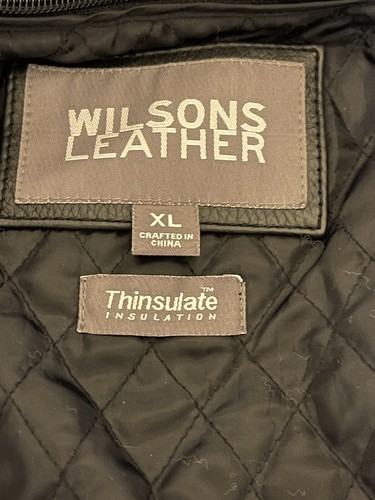 WILSONS
LEATHER
XL
CRAFTED IN
CHINA
Thinsulate™
INSULATION